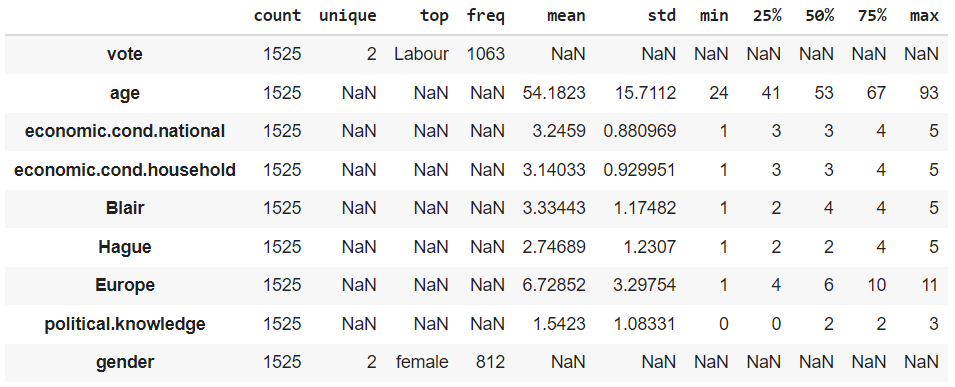 count unique top freq mean std min 25% 50% 75% max
vote 1525 2 Labour 1063 NaN NaN NaN NaN NaN NaN NaN
age 1525 NaN NaN NaN 54.1823 15.7112 24 41 53 67 93
economic.cond.national 1525 NaN NaN NaN 3.2459 0.880969 1 3 3 4 5
economic.cond.household 1525 NaN NaN NaN 3.14033 0.929951 1 3 3 4 5
Blair 1525 NaN NaN NaN 3.33443 1.17482 1 2 4 4 5
Hague 1525 NaN NaN NaN 2.74689 1.2307 1 2 2 4 5
Europe 1525 NaN NaN NaN 6.72852 3.29754 1 4 6 10 11
political.knowledge 1525 NaN NaN NaN 1.5423 1.08331 0 0 2 2 3
gender 1525 2 female 812 NaN NaN NaN NaN NaN NaN NaN